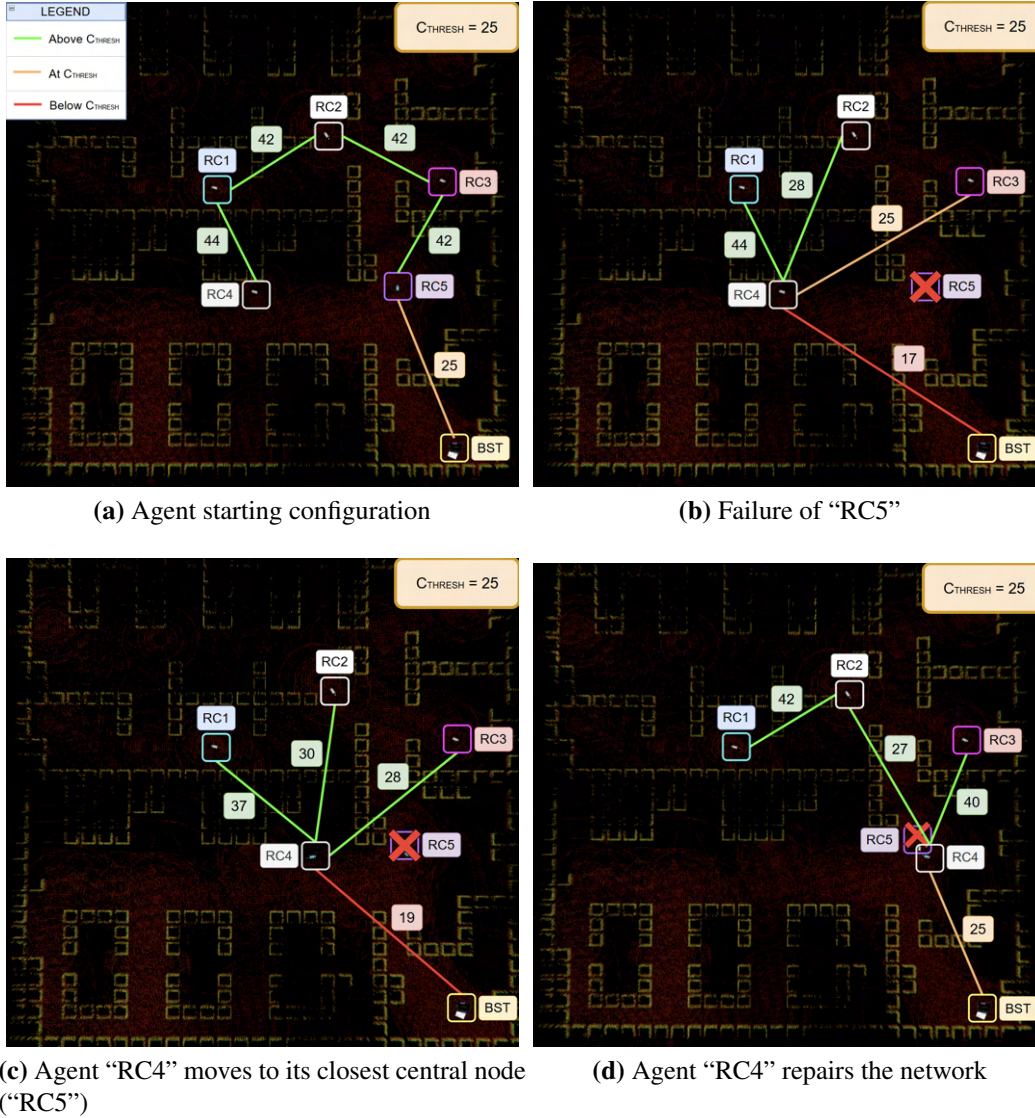 LEGEND
Above CTHRESH
At CTHRESH
Below CTHRESH
CTHRESH = 25
RC2
42
42
RC1
RC3
44
42
RC4
RC5
25
BST
(a) Agent starting configuration
CTHRESH = 25
RC2
RC1
28
RC3
25
44
RC4
RC5
17
BST
(b) Failure of “RC5”
CTHRESH = 25
RC2
RC1
RC3
30
28
37
RC4
RC5
19
BST
(c) Agent “RC4” moves to its closest central node
(“RC5”)
CTHRESH = 25
RC2
42
RC1
RC3
27
40
RC5
RC4
25
BST
(d) Agent “RC4” repairs the network